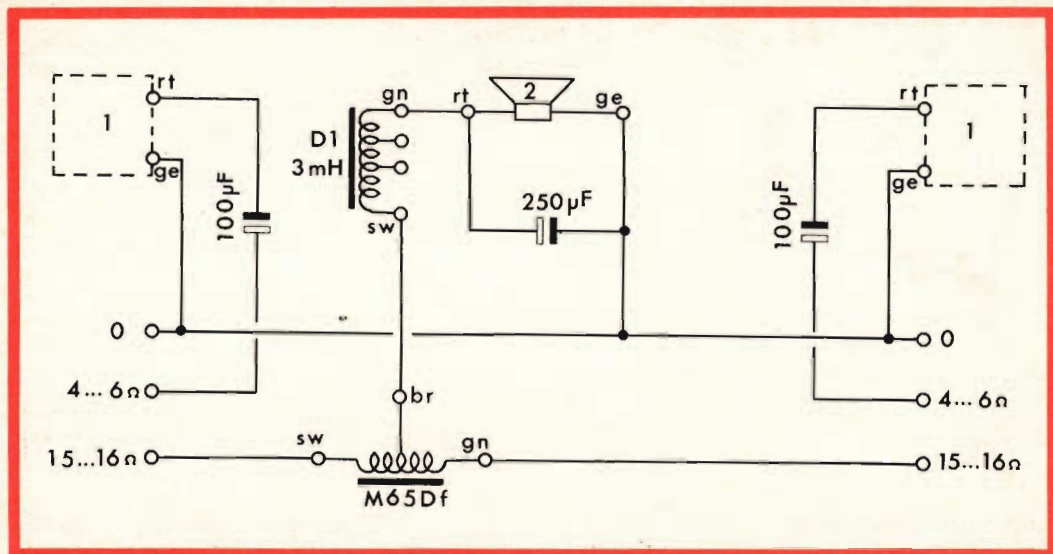 rt
1
ge
100µF
D1
3mH
gn
sw
rt
2
ge
250µF
rt
1
ge
100µF
0
0
4...6Ω
br
4...6Ω
15...16Ω
sw
gn
15...16Ω
M65Df